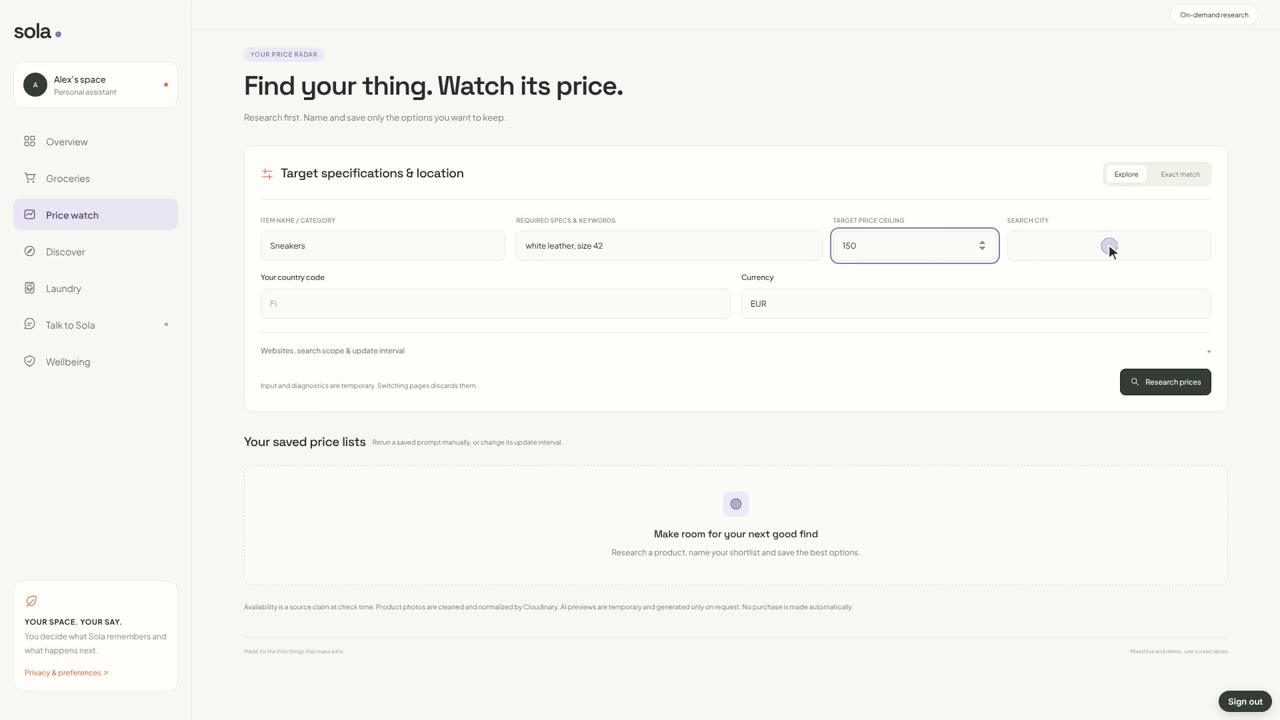 sola
On-demand research
A
Alex's space
Personal assistant
Overview
Groceries
Price watch
Discover
Laundry
Talk to Sola
Wellbeing
YOUR SPACE. YOUR SAY.
You decide what Sola remembers and
what happens next.
Privacy & preferences ↗
YOUR PRICE RADAR
Find your thing. Watch its price.
Research first. Name and save only the options you want to keep.
Target specifications & location
Explore
Exact match
ITEM NAME / CATEGORY
REQUIRED SPECS & KEYWORDS
TARGET PRICE CEILING
SEARCH CITY
Sneakers
white leather, size 42
150
Your country code
Currency
FI
EUR
Websites, search scope & update interval
+
Input and diagnostics are temporary. Switching pages discards them.
Research prices
Your saved price lists
Rerun a saved prompt manually, or change its update interval.
Make room for your next good find
Research a product, name your shortlist and save the best options.
Availability is a source claim at check time. Product photos are cleaned and normalized by Cloudinary. AI previews are temporary and generated only on request. No purchase is made automatically.
Made for the little things that make a life.
Mixed live and demo · see screen labels
Sign out